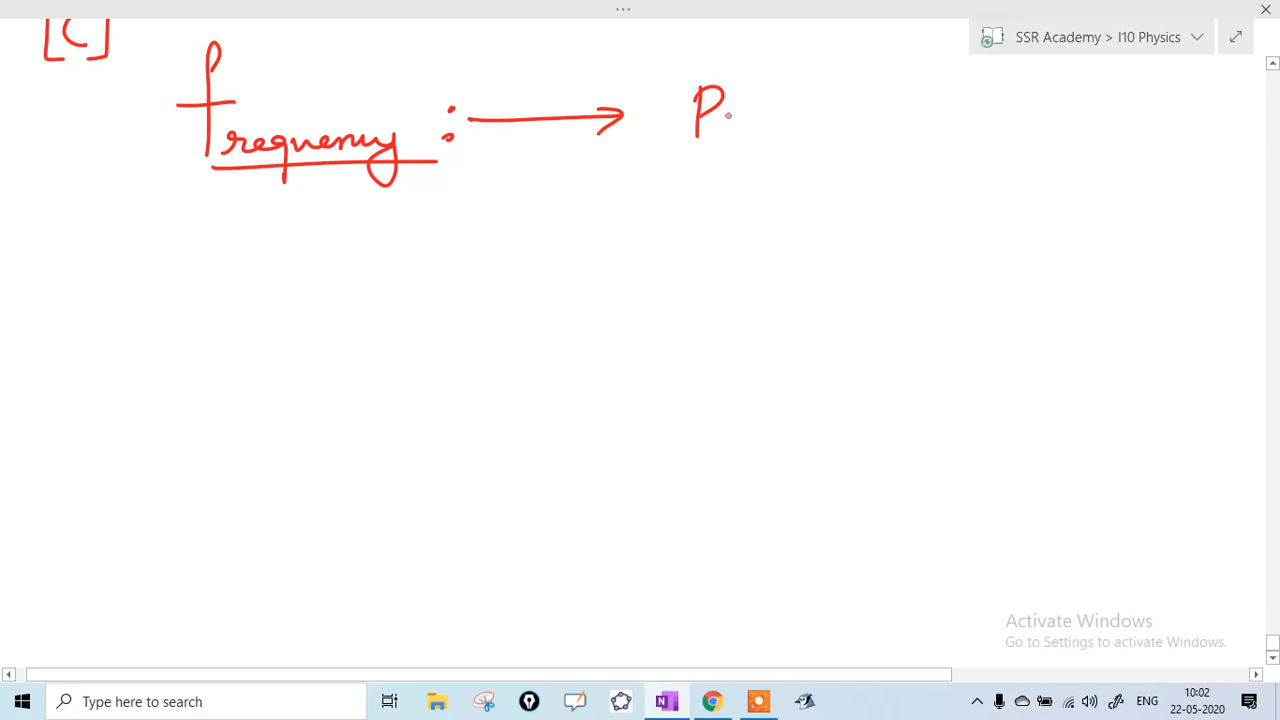 SSR Academy > I10 Physics
[C]
frequency : → P
Activate Windows
Go to Settings to activate Windows.
Type here to search
ENG
10:02
22-05-2020